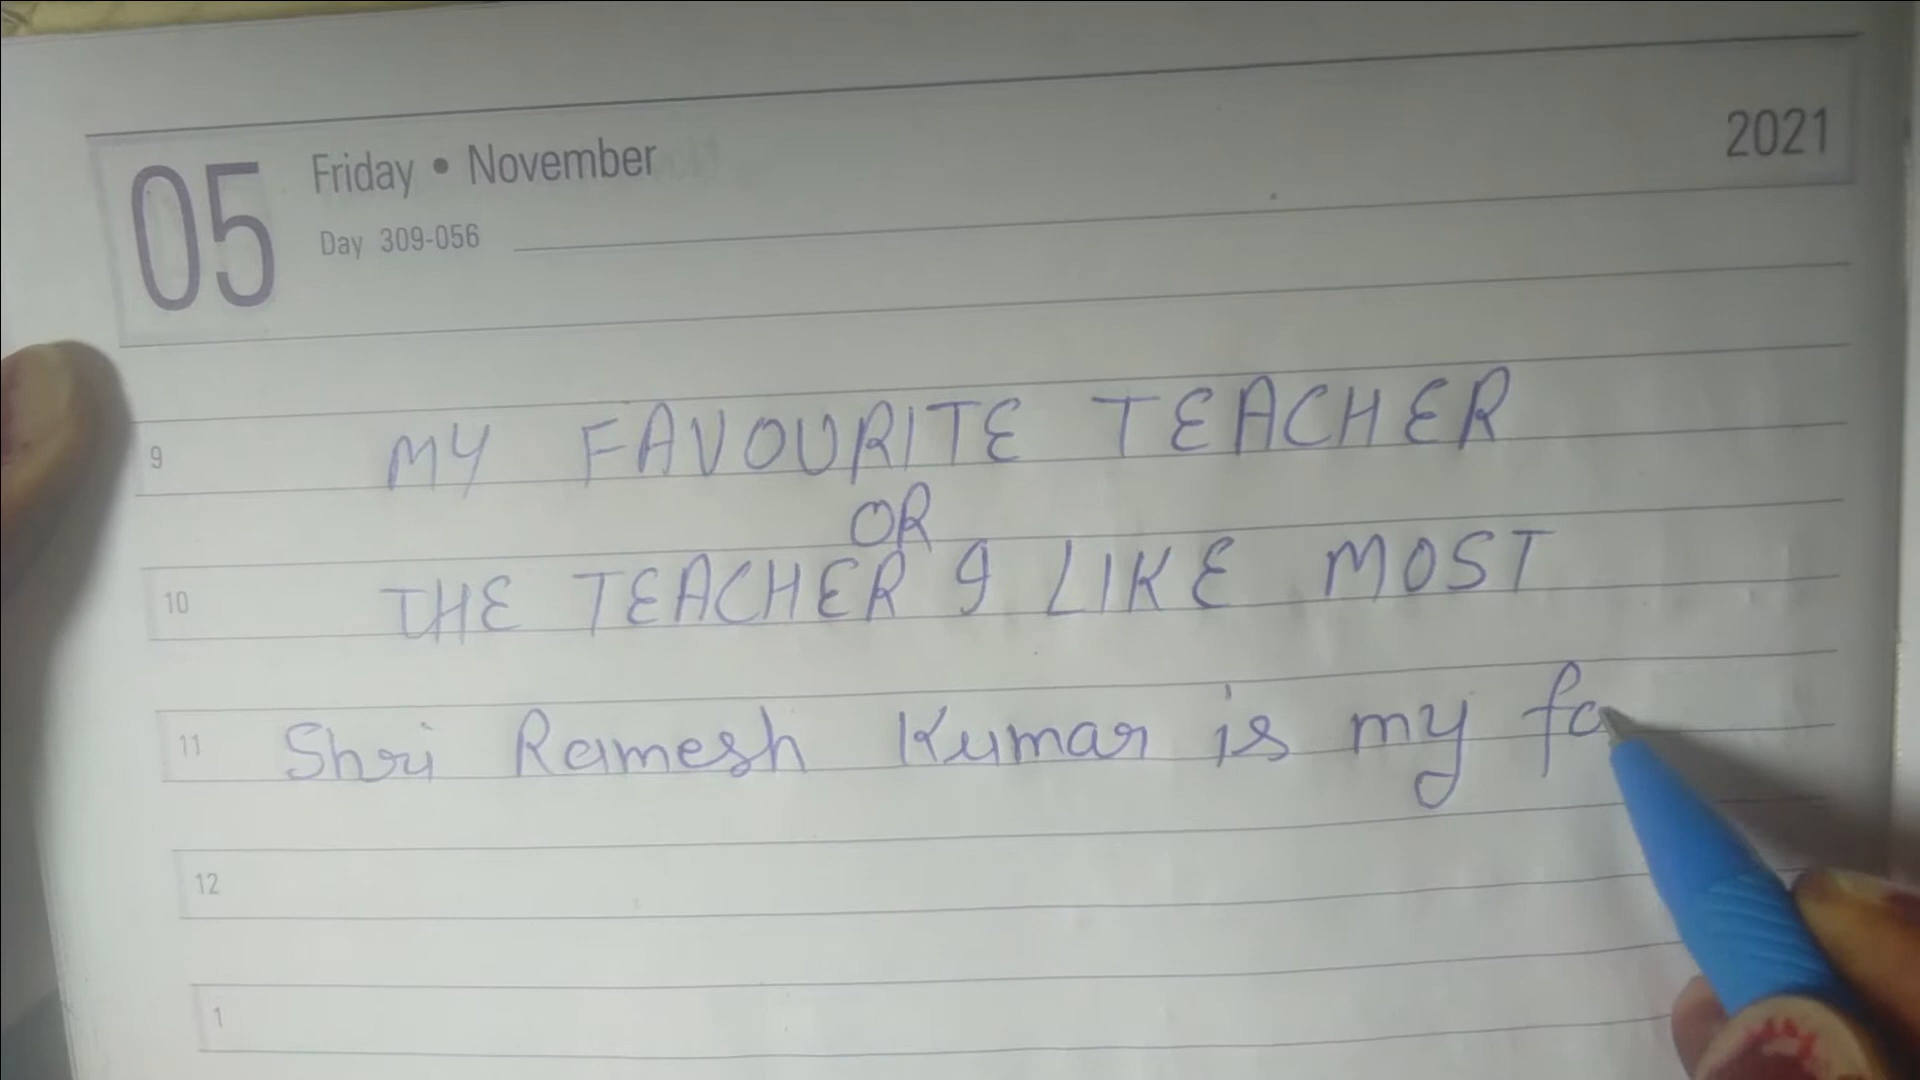 05 Friday • November 2021
Day 309-056
9 MY FAVOURITE TEACHER
OR
10 THE TEACHER I LIKE MOST
11 Shri Ramesh Kumar is my fa
12
1